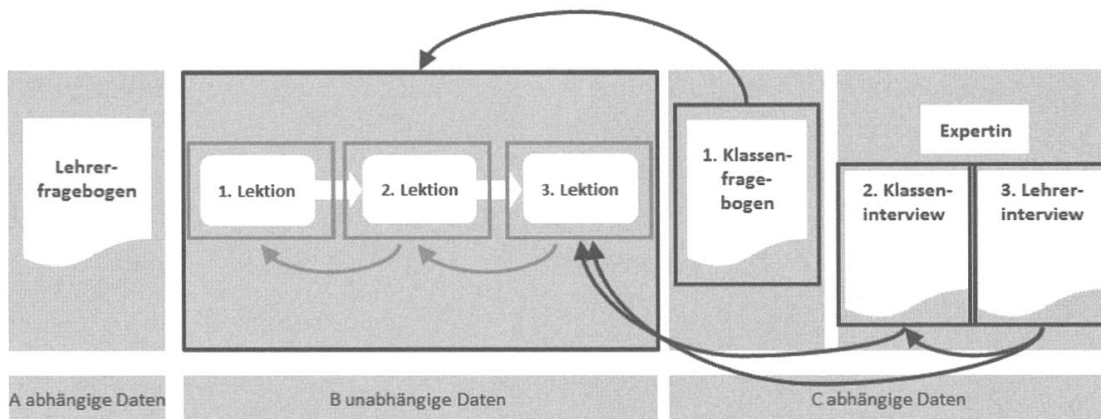 Lehrer-
fragebogen
1. Lektion
2. Lektion
3. Lektion
1. Klassen-
frage-
bogen
Expertin
2. Klassen-
interview
3. Lehrer-
interview
A abhängige Daten
B unabhängige Daten
C abhängige Daten